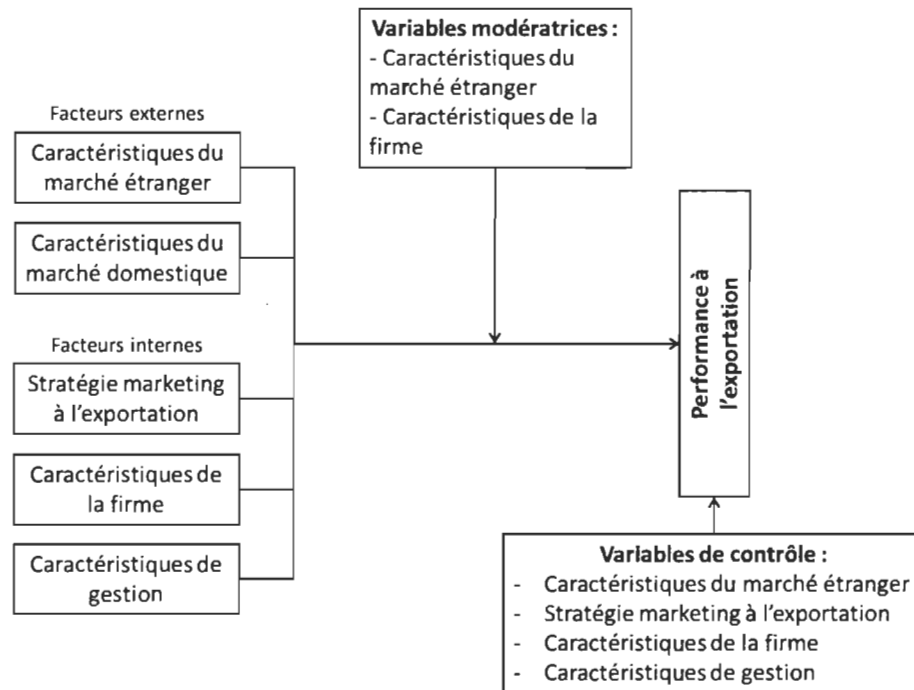 Variables modératrices :
- Caractéristiques du
marché étranger
- Caractéristiques de la
firme
Facteurs externes
Caractéristiques du
marché étranger
Caractéristiques du
marché domestique
Facteurs internes
Stratégie marketing
à l'exportation
Caractéristiques de
la firme
Caractéristiques de
gestion
Performance à
l'exportation
Variables de contrôle :
- Caractéristiques du marché étranger
- Stratégie marketing à l'exportation
- Caractéristiques de la firme
- Caractéristiques de gestion